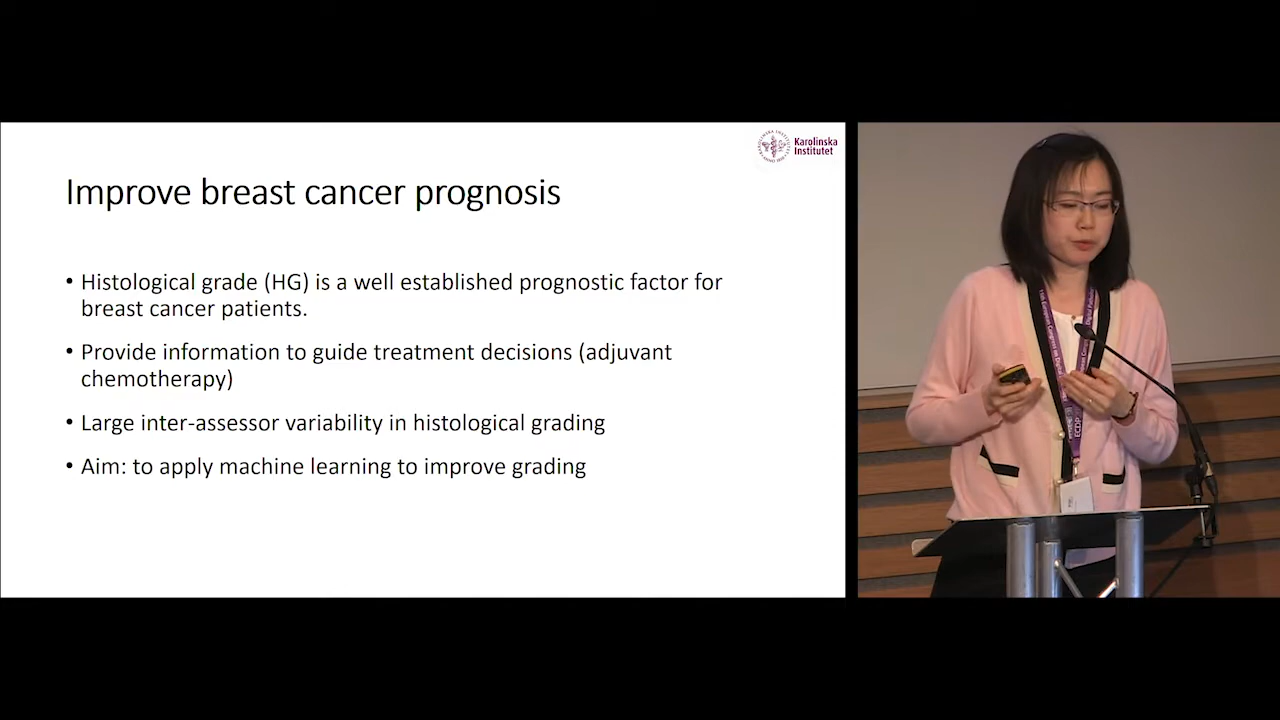 Karolinska
Institutet
Improve breast cancer prognosis
• Histological grade (HG) is a well established prognostic factor for
breast cancer patients.
• Provide information to guide treatment decisions (adjuvant
chemotherapy)
• Large inter-assessor variability in histological grading
• Aim: to apply machine learning to improve grading
ECDP